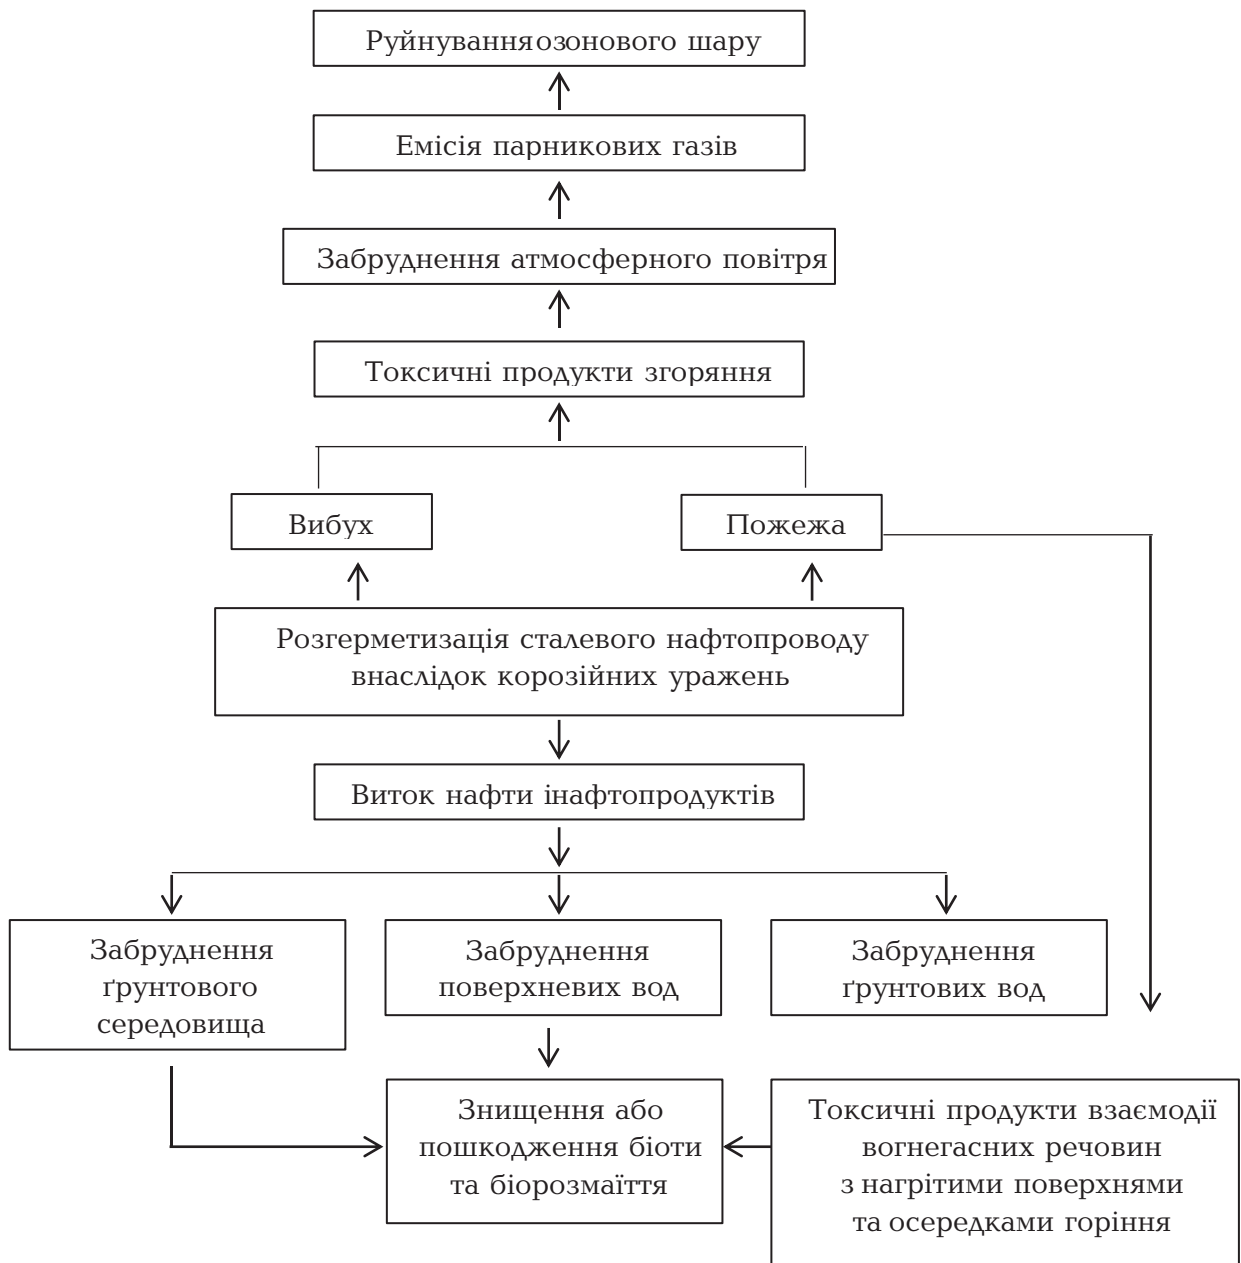 Руйнування озонового шару
Емісія парникових газів
Забруднення атмосферного повітря
Токсичні продукти згоряння
Вибух
Пожежа
Розгерметизація сталевого нафтопроводу
внаслідок корозійних уражень
Виток нафти інафтопродуктів
Забруднення
ґрунтового
середовища
Забруднення
поверхневих вод
Забруднення
ґрунтових вод
Знищення або
пошкодження біоти
та біорозмаїття
Токсичні продукти взаємодії
вогнегасних речовин
з нагрітими поверхнями
та осередками горіння